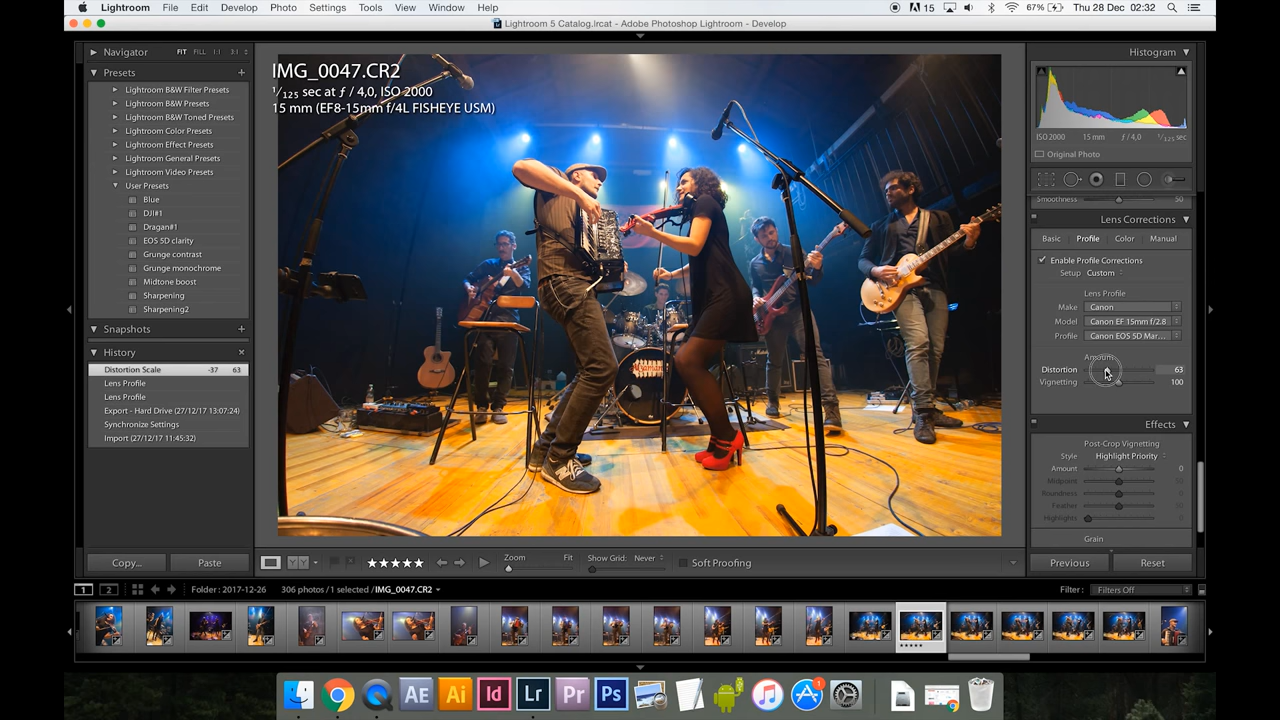 Lightroom File Edit Develop Photo Settings Tools View Window Help 15 67% Thu 28 Dec 02:32
Lightroom 5 Catalog.lrcat - Adobe Photoshop Lightroom - Develop
Navigator FIT FILL 1:1 3:1
Presets
Lightroom B&W Filter Presets
Lightroom B&W Presets
Lightroom B&W Toned Presets
Lightroom Color Presets
Lightroom Effect Presets
Lightroom General Presets
Lightroom Video Presets
User Presets
Blue
DJI#1
Dragan#1
EOS 5D clarity
Grunge contrast
Grunge monochrome
Midtone boost
Sharpening
Sharpening2
Snapshots
History
Distortion Scale -37 63
Lens Profile
Lens Profile
Export - Hard Drive (27/12/17 13:07:24)
Synchronize Settings
Import (27/12/17 11:45:32)
Copy... Paste
IMG_0047.CR2
1/125 sec at ƒ / 4,0, ISO 2000
15 mm (EF8-15mm f/4L FISHEYE USM)
Zoom Fit Show Grid: Never Soft Proofing
Histogram
ISO 2000 15 mm ƒ / 4,0 1/125 sec
Original Photo
Smoothness 50
Lens Corrections
Basic Profile Color Manual
Enable Profile Corrections
Setup Custom
Lens Profile
Make Canon
Model Canon EF 15mm f/2.8
Profile Canon EOS 5D Mar...
Amount
Distortion 63
Vignetting 100
Effects
Post-Crop Vignetting
Style Highlight Priority
Amount 0
Midpoint
Roundness
Feather
Highlights
Grain
Previous Reset
1 2 Folder : 2017-12-26 306 photos / 1 selected / IMG_0047.CR2 Filter : Filters Off
AE Ai Id Lr Pr Ps 1